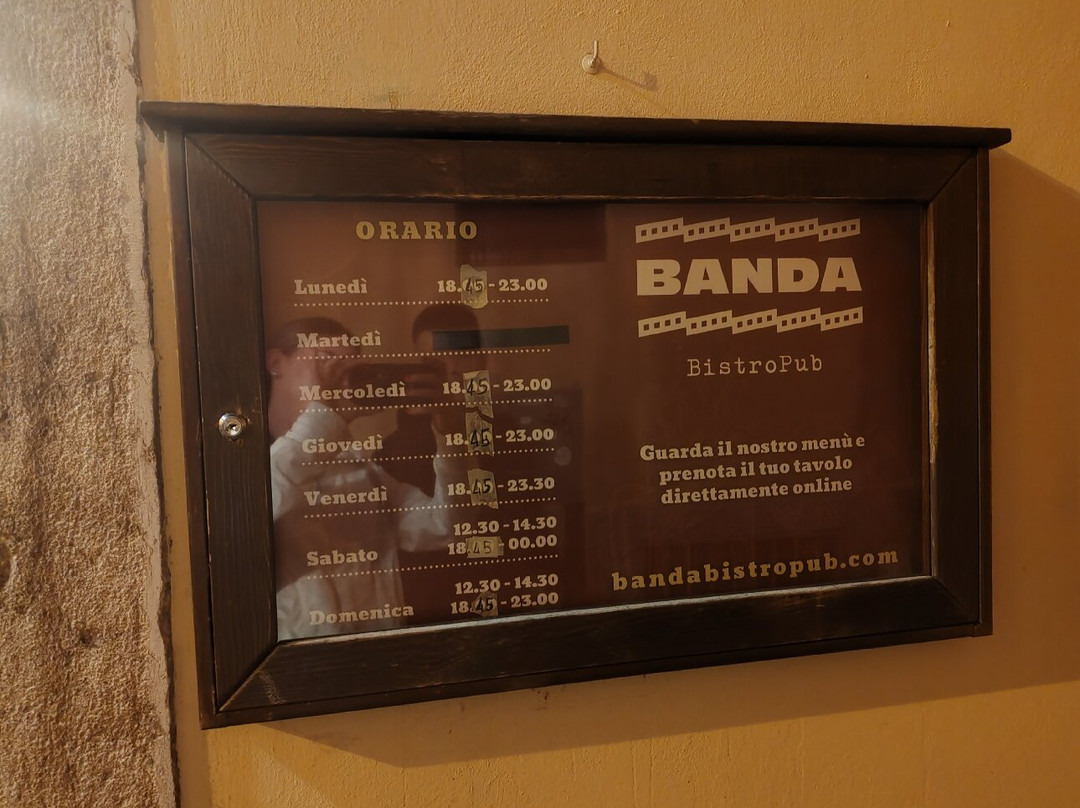 ORARIO
Lunedì 18.45 - 23.00
Martedì
Mercoledì 18.45 - 23.00
Giovedì 18.45 - 23.00
Venerdì 18.45 - 23.30
12.30 - 14.30
Sabato 18.45 - 00.00
12.30 - 14.30
Domenica 18.45 - 23.00
BANDA
BistroPub
Guarda il nostro menù e
prenota il tuo tavolo
direttamente online
bandabistropub.com